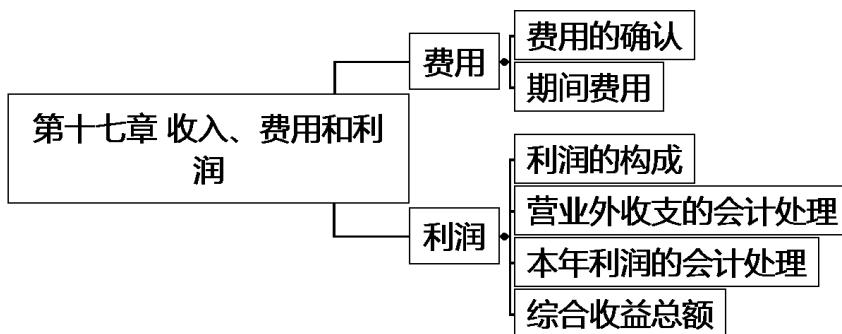 第十七章 收入、费用和利
润
费用
费用的确认
期间费用
利润
利润的构成
营业外收支的会计处理
本年利润的会计处理
综合收益总额